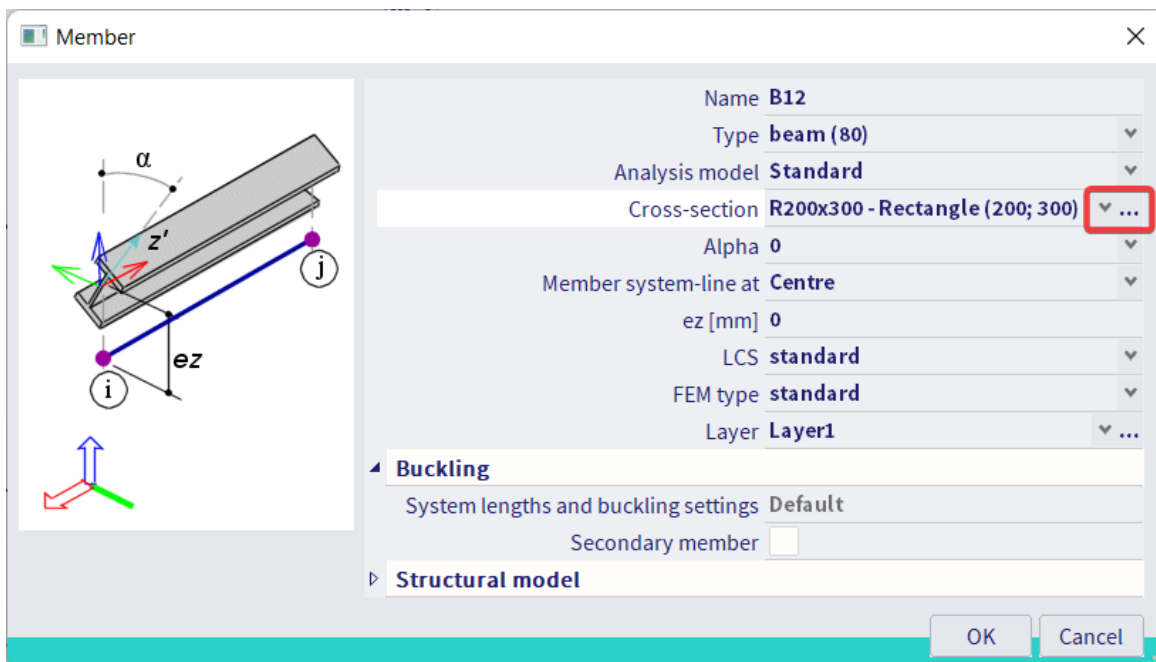 Member
Name B12
Type beam (80)
Analysis model Standard
Cross-section R200x300 - Rectangle (200; 300) ...
Alpha 0
Member system-line at Centre
ez [mm] 0
LCS standard
FEM type standard
Layer Layer1 ...
Buckling
System lengths and buckling settings Default
Secondary member
Structural model
OK Cancel
α
z'
j
ez
i